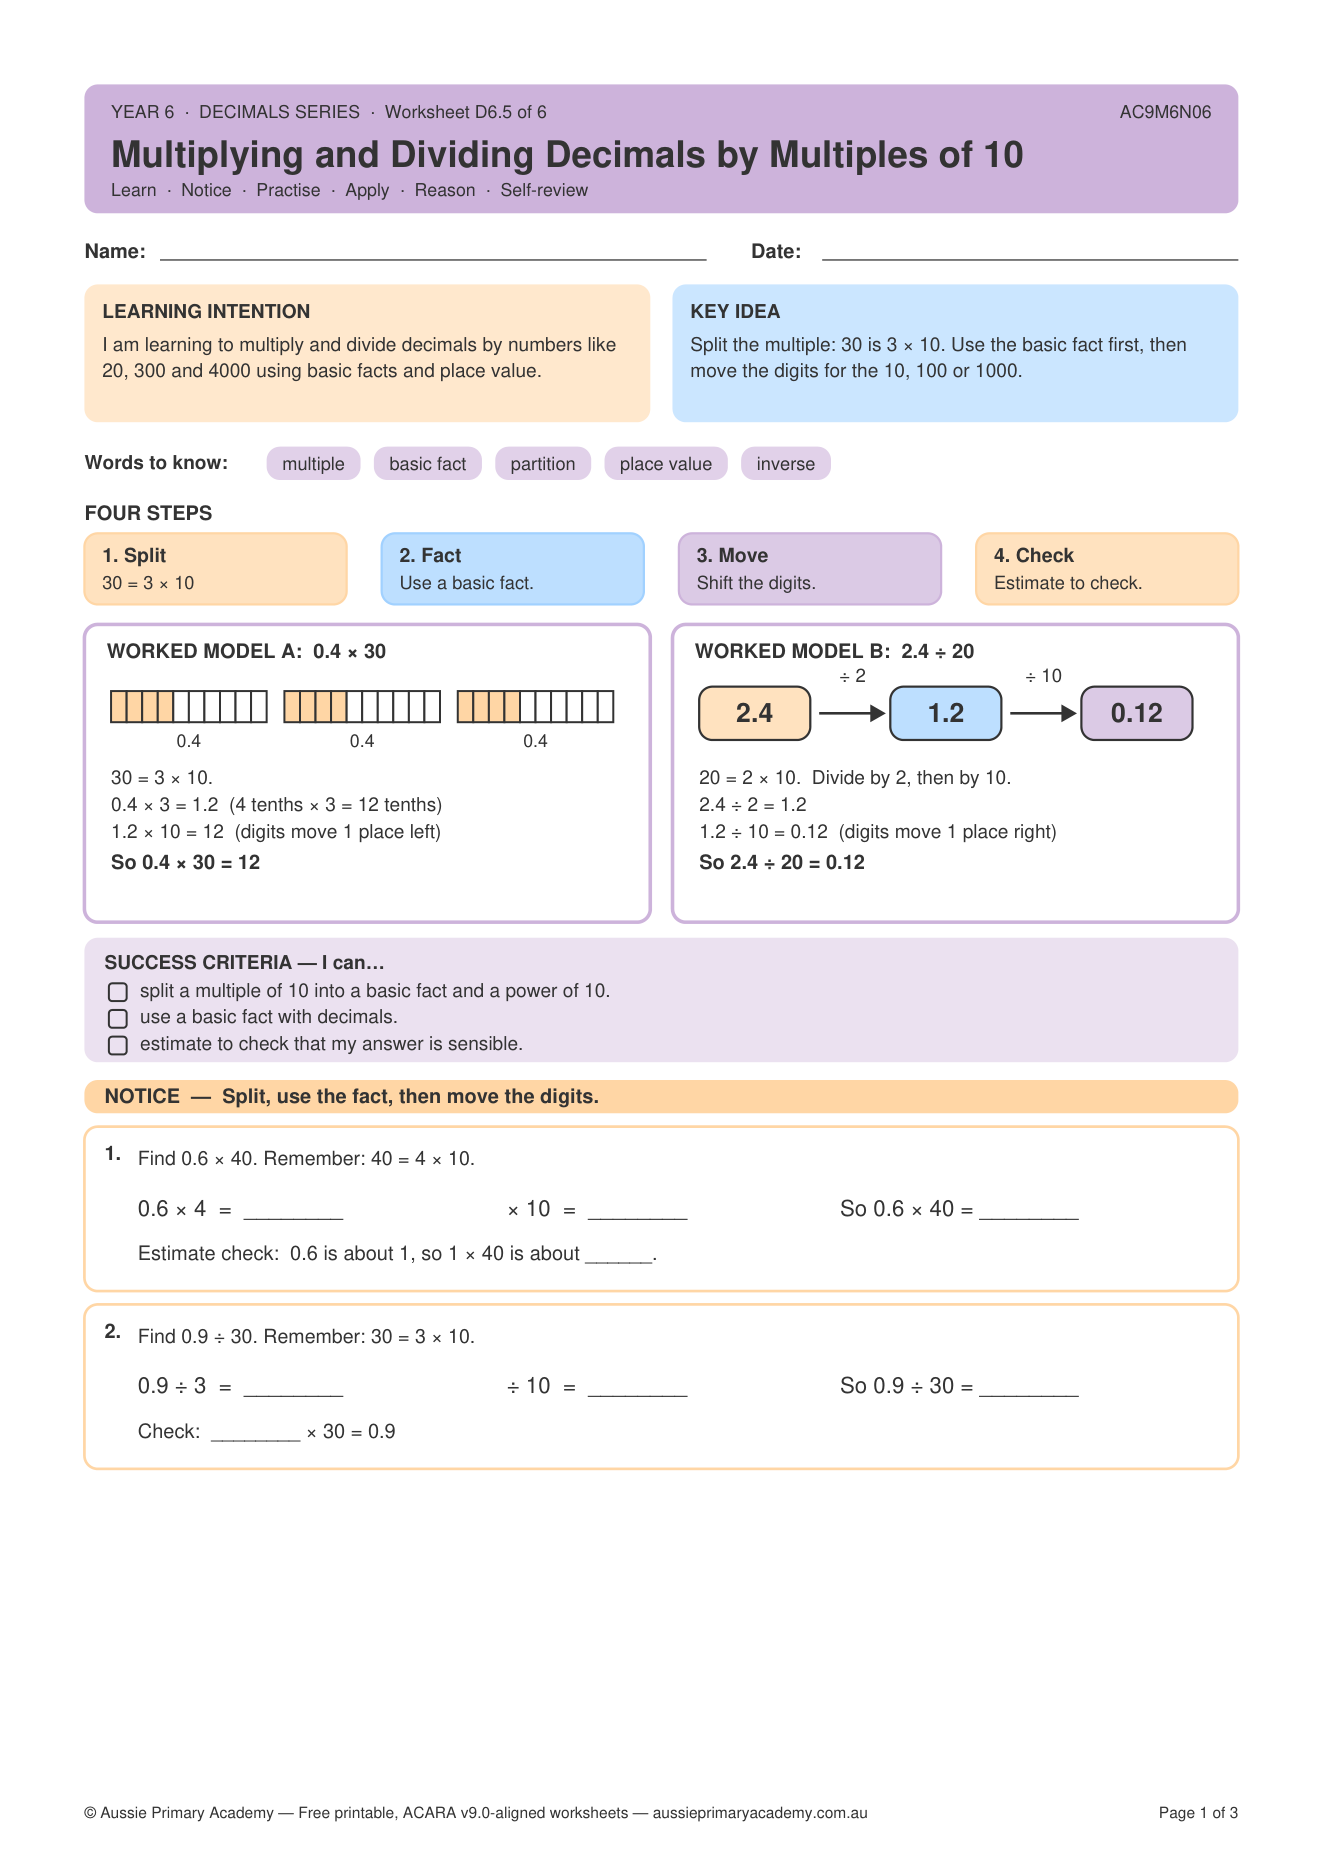 YEAR 6 · DECIMALS SERIES · Worksheet D6.5 of 6 AC9M6N06
Multiplying and Dividing Decimals by Multiples of 10
Learn · Notice · Practise · Apply · Reason · Self-review
Name: ______ Date: ______
LEARNING INTENTION
I am learning to multiply and divide decimals by numbers like
20, 300 and 4000 using basic facts and place value.
KEY IDEA
Split the multiple: 30 is 3 × 10. Use the basic fact first, then
move the digits for the 10, 100 or 1000.
Words to know: multiple basic fact partition place value inverse
FOUR STEPS
1. Split
30 = 3 × 10
2. Fact
Use a basic fact.
3. Move
Shift the digits.
4. Check
Estimate to check.
WORKED MODEL A: 0.4 × 30
0.4 0.4 0.4
30 = 3 × 10.
0.4 × 3 = 1.2 (4 tenths × 3 = 12 tenths)
1.2 × 10 = 12 (digits move 1 place left)
So 0.4 × 30 = 12
WORKED MODEL B: 2.4 ÷ 20
÷ 2 ÷ 10
2.4 1.2 0.12
20 = 2 × 10. Divide by 2, then by 10.
2.4 ÷ 2 = 1.2
1.2 ÷ 10 = 0.12 (digits move 1 place right)
So 2.4 ÷ 20 = 0.12
SUCCESS CRITERIA — I can…
split a multiple of 10 into a basic fact and a power of 10.
use a basic fact with decimals.
estimate to check that my answer is sensible.
NOTICE — Split, use the fact, then move the digits.
1. Find 0.6 × 40. Remember: 40 = 4 × 10.
0.6 × 4 = ________ × 10 = ________ So 0.6 × 40 = ________
Estimate check: 0.6 is about 1, so 1 × 40 is about ______.
2. Find 0.9 ÷ 30. Remember: 30 = 3 × 10.
0.9 ÷ 3 = ________ ÷ 10 = ________ So 0.9 ÷ 30 = ________
Check: ________ × 30 = 0.9
© Aussie Primary Academy — Free printable, ACARA v9.0-aligned worksheets — aussieprimaryacademy.com.au Page 1 of 3